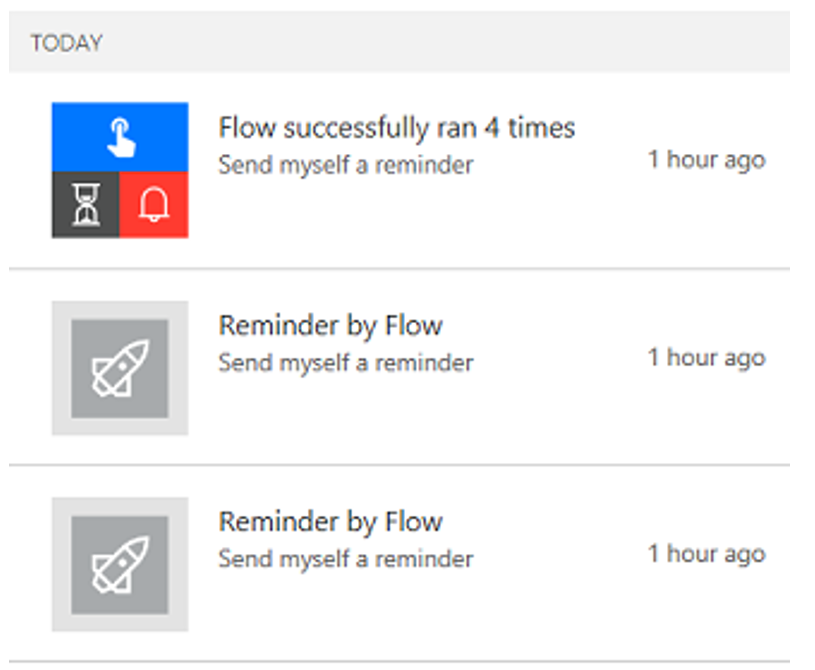 TODAY
Flow successfully ran 4 times
Send myself a reminder
1 hour ago
Reminder by Flow
Send myself a reminder
1 hour ago
Reminder by Flow
Send myself a reminder
1 hour ago